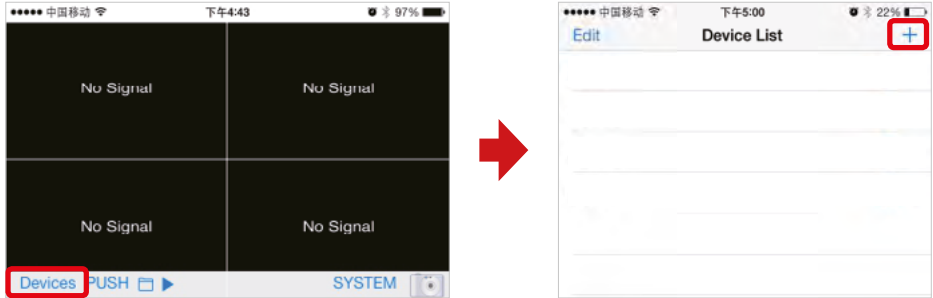 中国移动 下午4:43 97%
No Signal No Signal
No Signal No Signal
Devices PUSH SYSTEM
中国移动 下午5:00 22%
Edit Device List +